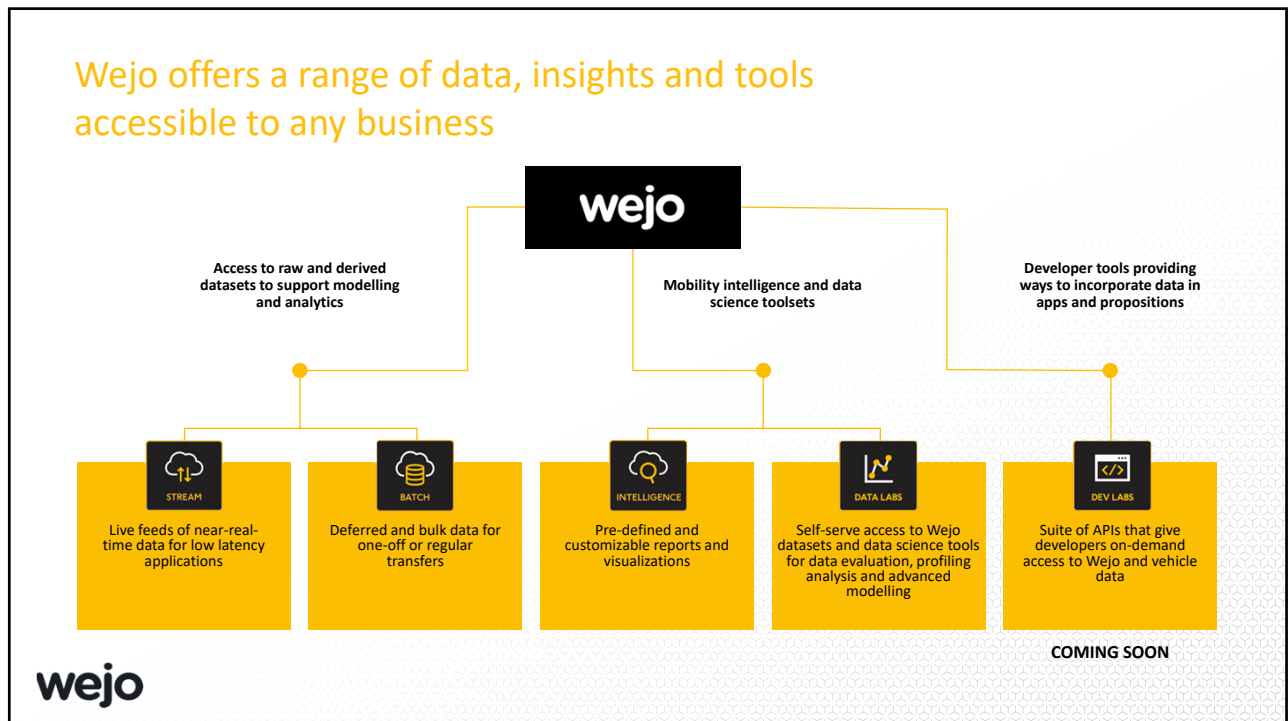 Wejo offers a range of data, insights and tools
accessible to any business
wejo
Access to raw and derived
datasets to support modelling
and analytics
Mobility intelligence and data
science toolsets
Developer tools providing
ways to incorporate data in
apps and propositions
STREAM
Live feeds of near-real-
time data for low latency
applications
BATCH
Deferred and bulk data for
one-off or regular
transfers
INTELLIGENCE
Pre-defined and
customizable reports and
visualizations
DATA LABS
Self-serve access to Wejo
datasets and data science tools
for data evaluation, profiling
analysis and advanced
modelling
</>
DEV LABS
Suite of APIs that give
developers on-demand
access to Wejo and vehicle
data
COMING SOON
wejo